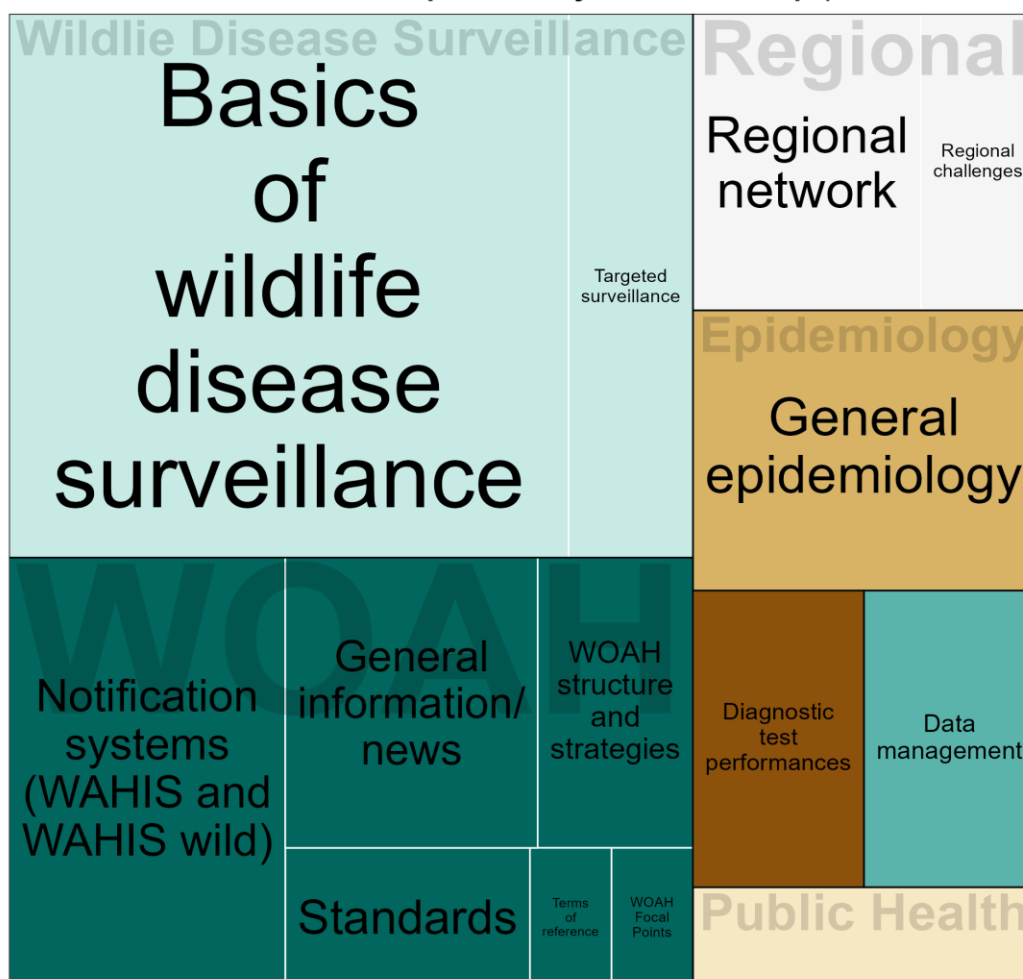 Wildlie Disease Surveillance
Basics
of
wildlife
disease
surveillance
Targeted
surveillance
Regional
Regional
network
Regional
challenges
Epidemiology
General
epidemiology
WOAH
Notification
systems
(WAHIS and
WAHIS wild)
General
information/
news
WOAH
structure
and
strategies
Standards
Terms
of
reference
WOAH
Focal
Points
Diagnostic
test
performances
Data
management
Public Health